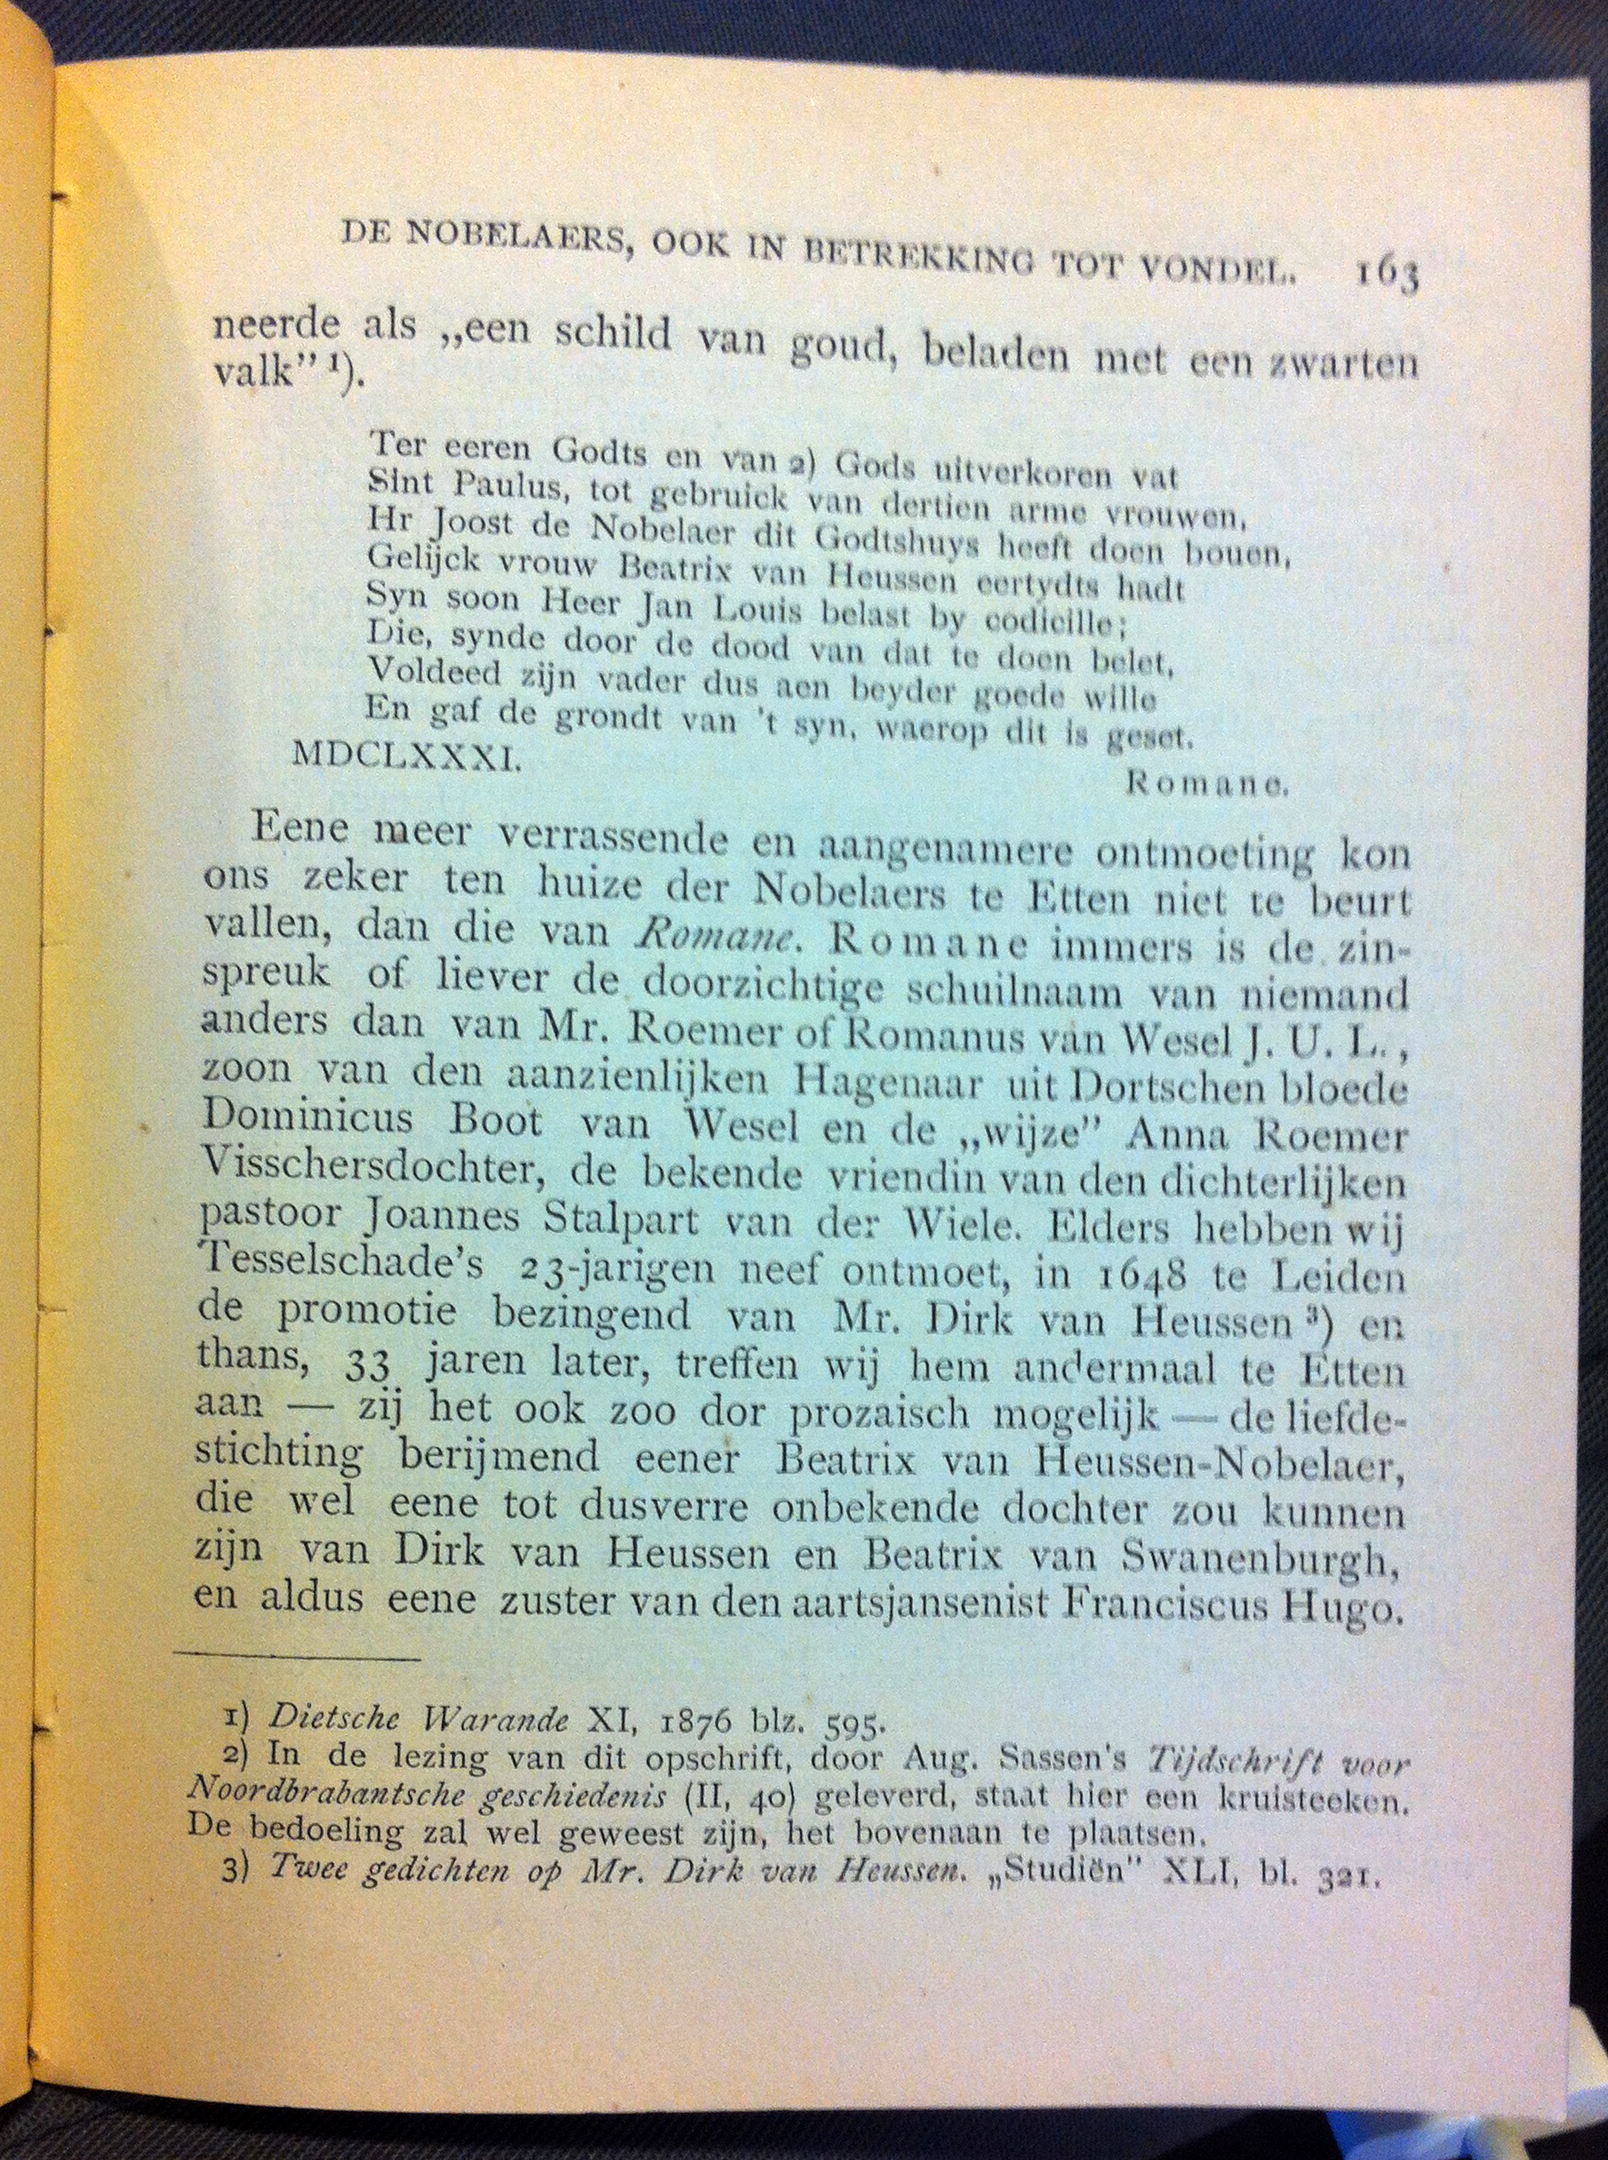 DE NOBELAERS, OOK IN BETREKKING TOT VONDEL. 163
neerde als „een schild van goud, beladen met een zwarten
valk” 1).
Ter eeren Godts en van 2) Gods uitverkoren vat
Sint Paulus, tot gebruick van dertien arme vrouwen,
Hr Joost de Nobelaer dit Godtshuys heeft doen bouen,
Gelijck vrouw Beatrix van Heussen eertydts hadt
Syn soon Heer Jan Louis belast by codicille;
Die, synde door de dood van dat te doen belet,
Voldeed zijn vader dus aen beyder goede wille
En gaf de grondt van 't syn, waerop dit is geset.
MDCLXXXI.
Romane.
Eene meer verrassende en aangenamere ontmoeting kon
ons zeker ten huize der Nobelaers te Etten niet te beurt
vallen, dan die van Romane. Romane immers is de zin-
spreuk of liever de doorzichtige schuilnaam van niemand
anders dan van Mr. Roemer of Romanus van Wesel J. U. L.,
zoon van den aanzienlijken Hagenaar uit Dortschen bloede
Dominicus Boot van Wesel en de „wijze” Anna Roemer
Visschersdochter, de bekende vriendin van den dichterlijken
pastoor Joannes Stalpart van der Wiele. Elders hebben wij
Tesselschade's 23-jarigen neef ontmoet, in 1648 te Leiden
de promotie bezingend van Mr. Dirk van Heussen 3) en
thans, 33 jaren later, treffen wij hem andermaal te Etten
aan — zij het ook zoo dor prozaisch mogelijk — de liefde-
stichting berijmend eener Beatrix van Heussen-Nobelaer,
die wel eene tot dusverre onbekende dochter zou kunnen
zijn van Dirk van Heussen en Beatrix van Swanenburgh,
en aldus eene zuster van den aartsjansenist Franciscus Hugo.
1) Dietsche Warande XI, 1876 blz. 595.
2) In de lezing van dit opschrift, door Aug. Sassen's Tijdschrift voor
Noordbrabantsche geschiedenis (II, 40) geleverd, staat hier een kruisteeken.
De bedoeling zal wel geweest zijn, het bovenaan te plaatsen.
3) Twee gedichten op Mr. Dirk van Heussen. „Studiën” XLI, bl. 321.